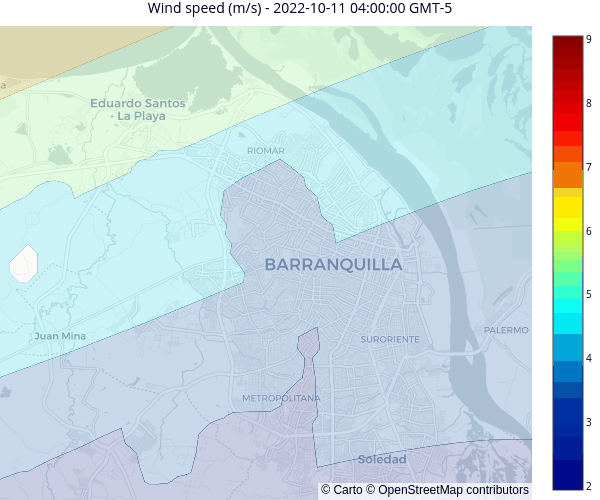 Wind speed (m/s) - 2022-10-11 04:00:00 GMT-5
a
Eduardo Santos
- La Playa
RIOMAR
BARRANQUILLA
Juan Mina
SURORIENTE
PALERMO
METROPOLITANA
Soledad
© Carto © OpenStreetMap contributors
9
8
7
6
5
4
3
2